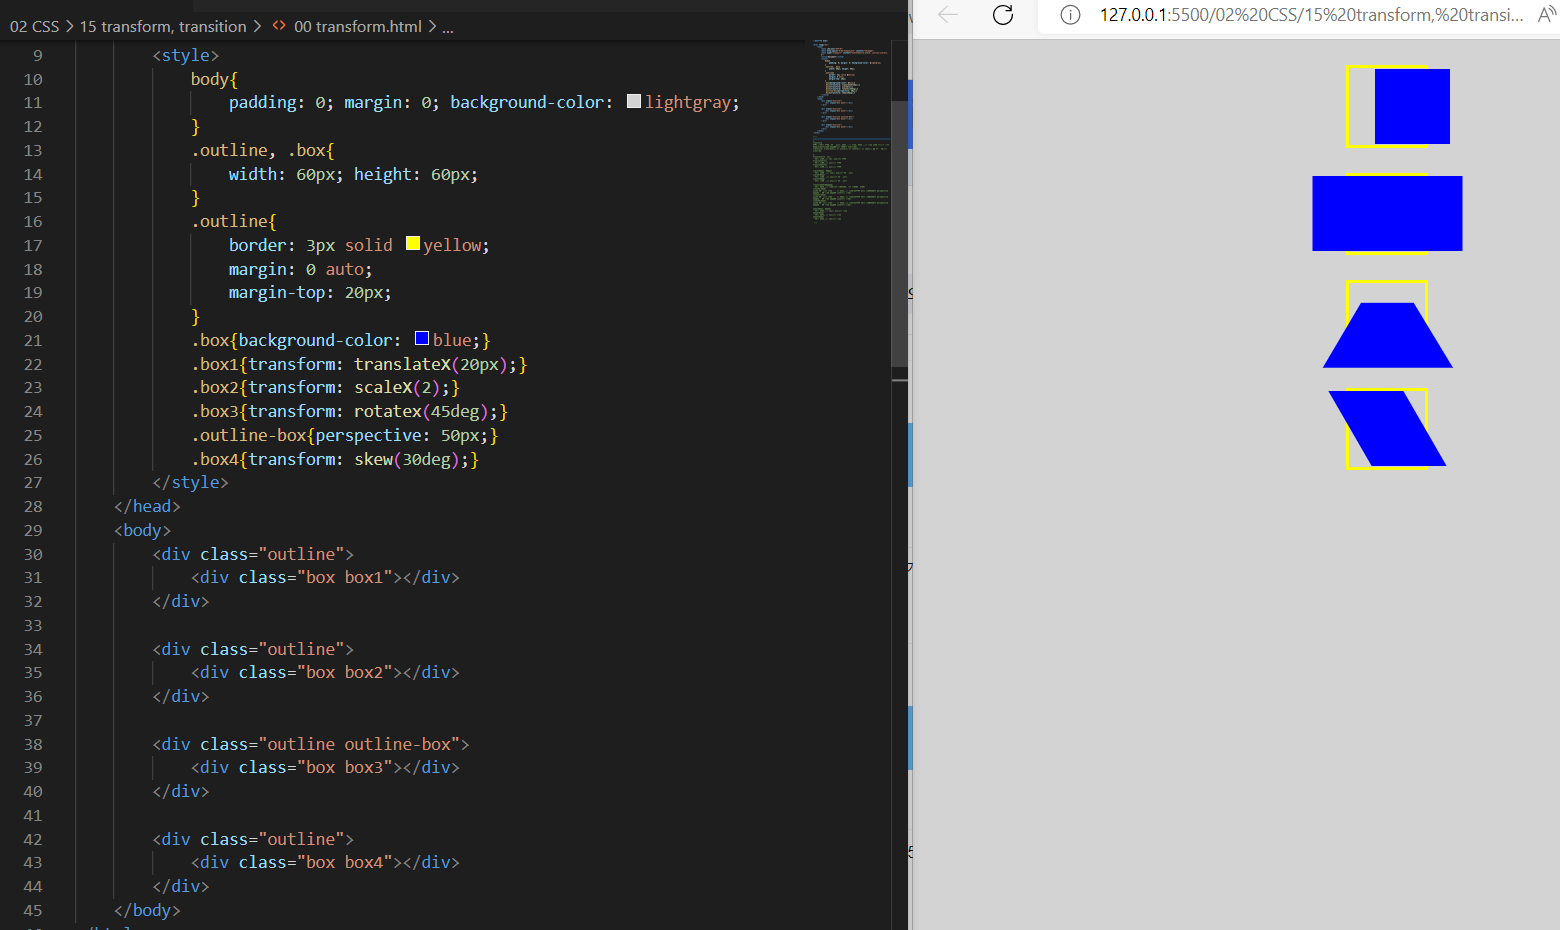 02 CSS > 15 transform, transition > <> 00 transform.html > ...
127.0.0.1:5500/02%20CSS/15%20transform,%20transi...
9 <style>
10 body{
11 padding: 0; margin: 0; background-color: lightgray;
12 }
13 .outline, .box{
14 width: 60px; height: 60px;
15 }
16 .outline{
17 border: 3px solid yellow;
18 margin: 0 auto;
19 margin-top: 20px;
20 }
21 .box{background-color: blue;}
22 .box1{transform: translateX(20px);}
23 .box2{transform: scaleX(2);}
24 .box3{transform: rotatex(45deg);}
25 .outline-box{perspective: 50px;}
26 .box4{transform: skew(30deg);}
27 </style>
28 </head>
29 <body>
30 <div class="outline">
31 <div class="box box1"></div>
32 </div>
33
34 <div class="outline">
35 <div class="box box2"></div>
36 </div>
37
38 <div class="outline outline-box">
39 <div class="box box3"></div>
40 </div>
41
42 <div class="outline">
43 <div class="box box4"></div>
44 </div>
45 </body>